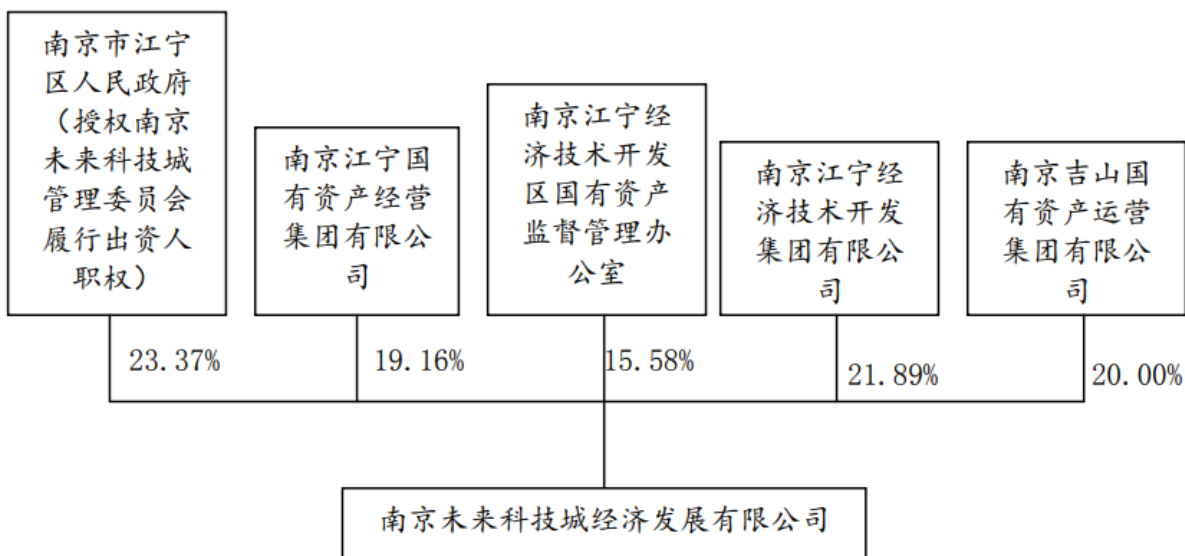 南京市江宁
区人民政府
（授权南京
未来科技城
管理委员会
履行出资人
职权）
南京江宁国
有资产经营
集团有限公
司
南京江宁经
济技术开发
区国有资产
监督管理办
公室
南京江宁经
济技术开发
集团有限公
司
南京吉山国
有资产运营
集团有限公
司
23.37%
19.16%
15.58%
21.89%
20.00%
南京未来科技城经济发展有限公司